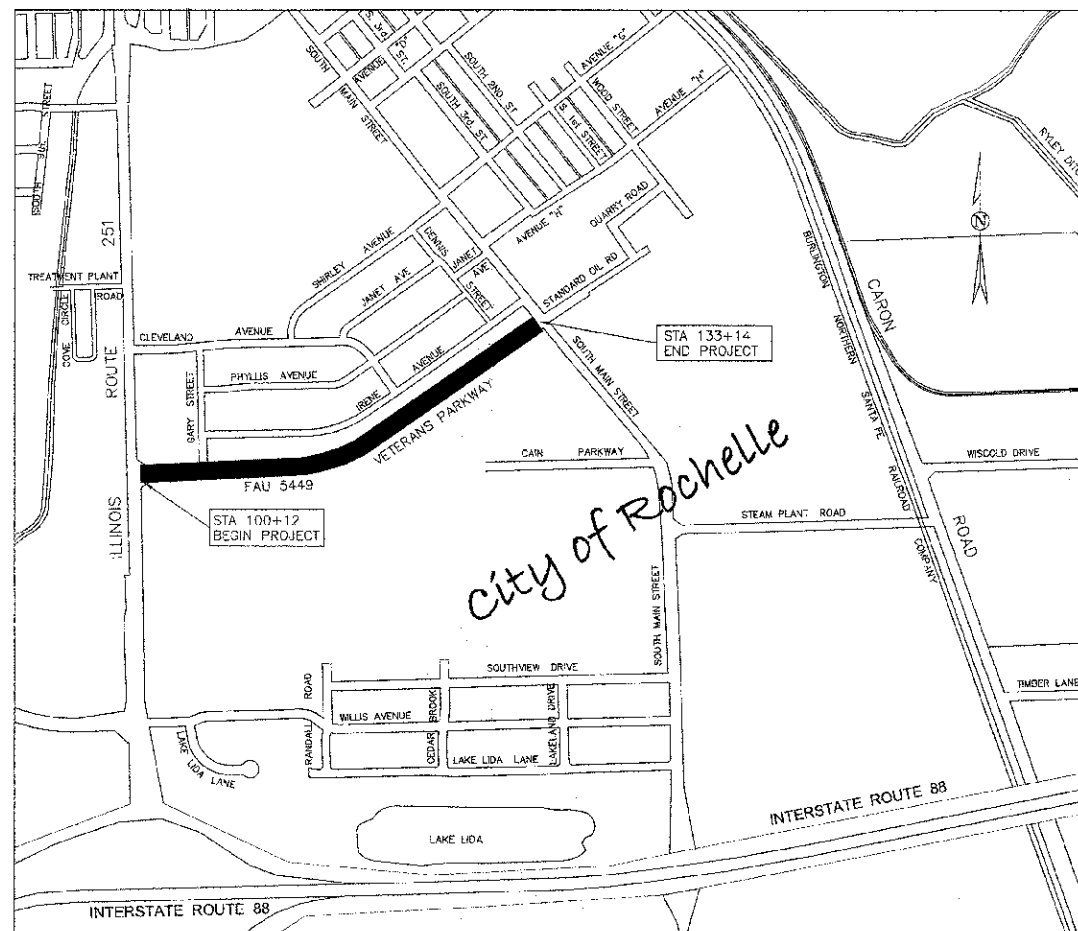 SOUTH
STREET
SOUTH
MAIN
STREET
S. 3rd. ST.
AVENUE "D"
SOUTH 3rd. ST
SOUTH 2ND ST
AVENUE "G"
WOOD STREET
S. 1st STREET
AVENUE "H"
AVENUE "H"
QUARRY ROAD
RYLEY DITCH
ILLINOIS ROUTE 251
TREATMENT PLANT
ROAD
COVE CIRCLE
SHIRLEY AVENUE
DENNIS
JANET
JANET AVE
AVE
STREET
STANDARD OIL RD
CLEVELAND AVENUE
PHYLLIS AVENUE
GARY STREET
IRENE AVENUE
VETERANS PARKWAY
FAU 5449
STA 133+14
END PROJECT
STA 100+12
BEGIN PROJECT
SOUTH MAIN STREET
CAIN PARKWAY
City of Rochelle
BURLINGTON NORTHERN SANTA FE RAILROAD COMPANY
CARON ROAD
WISCOLD DRIVE
STEAM PLANT ROAD
SOUTH MAIN STREET
SOUTHVIEW DRIVE
RANDALL ROAD
WILLIS AVENUE
CEDAR BROOK
LAKELAND DRIVE
LAKE LIDA LANE
LAKE LIDA LANE
TIMBER LANE
LAKE LIDA
INTERSTATE ROUTE 88
INTERSTATE ROUTE 88
N